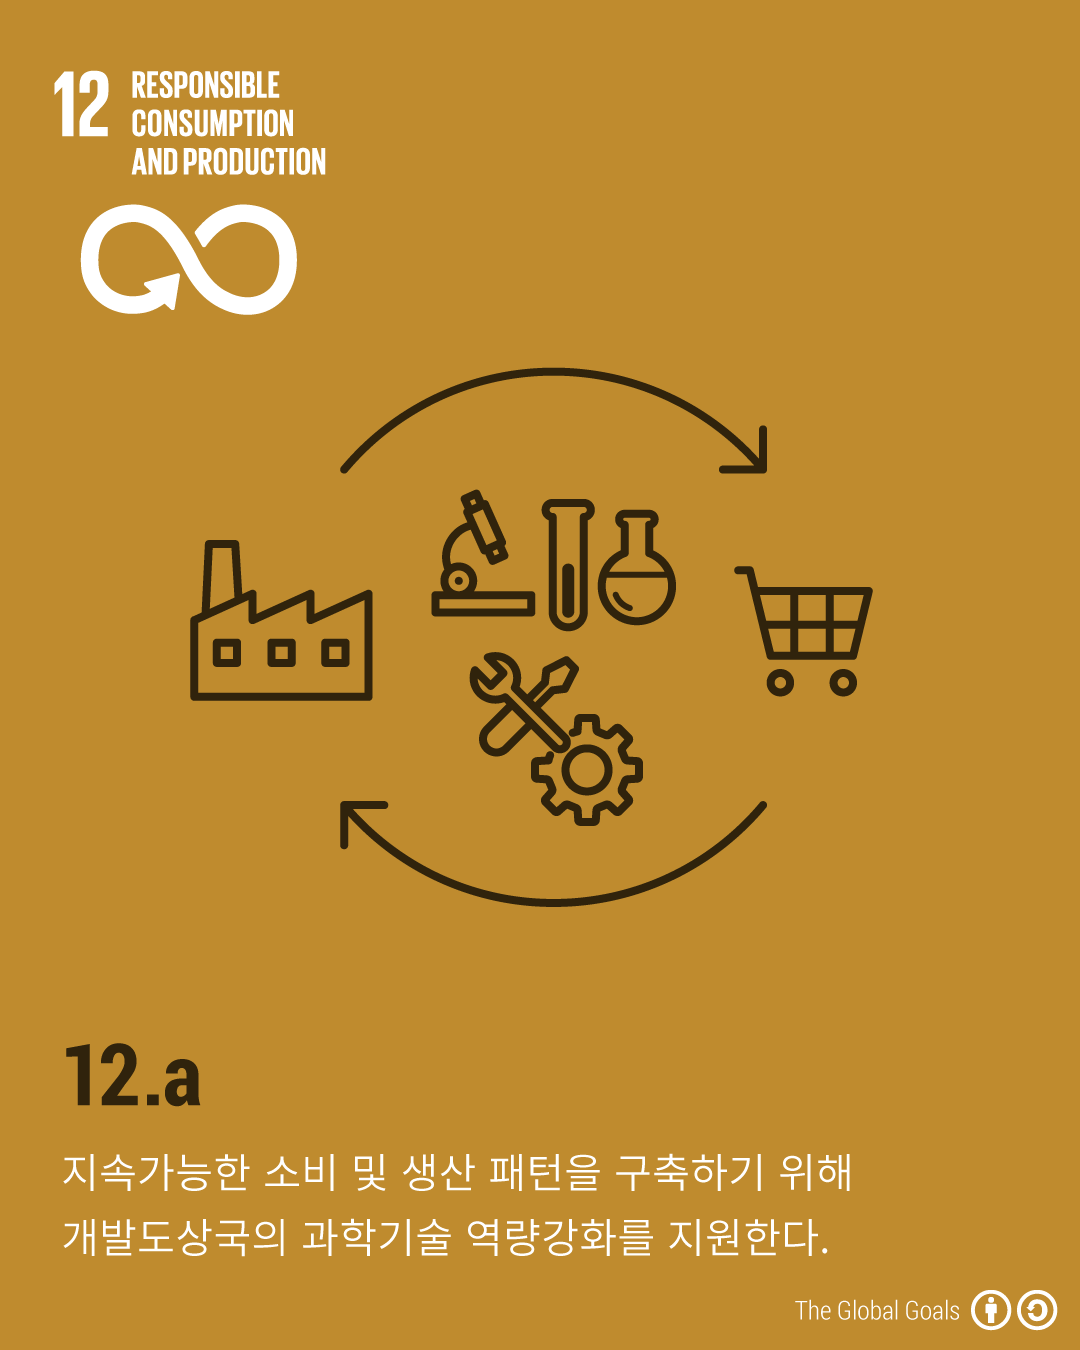 12 RESPONSIBLE
CONSUMPTION
AND PRODUCTION
12.a
지속가능한 소비 및 생산 패턴을 구축하기 위해
개발도상국의 과학기술 역량강화를 지원한다.
The Global Goals